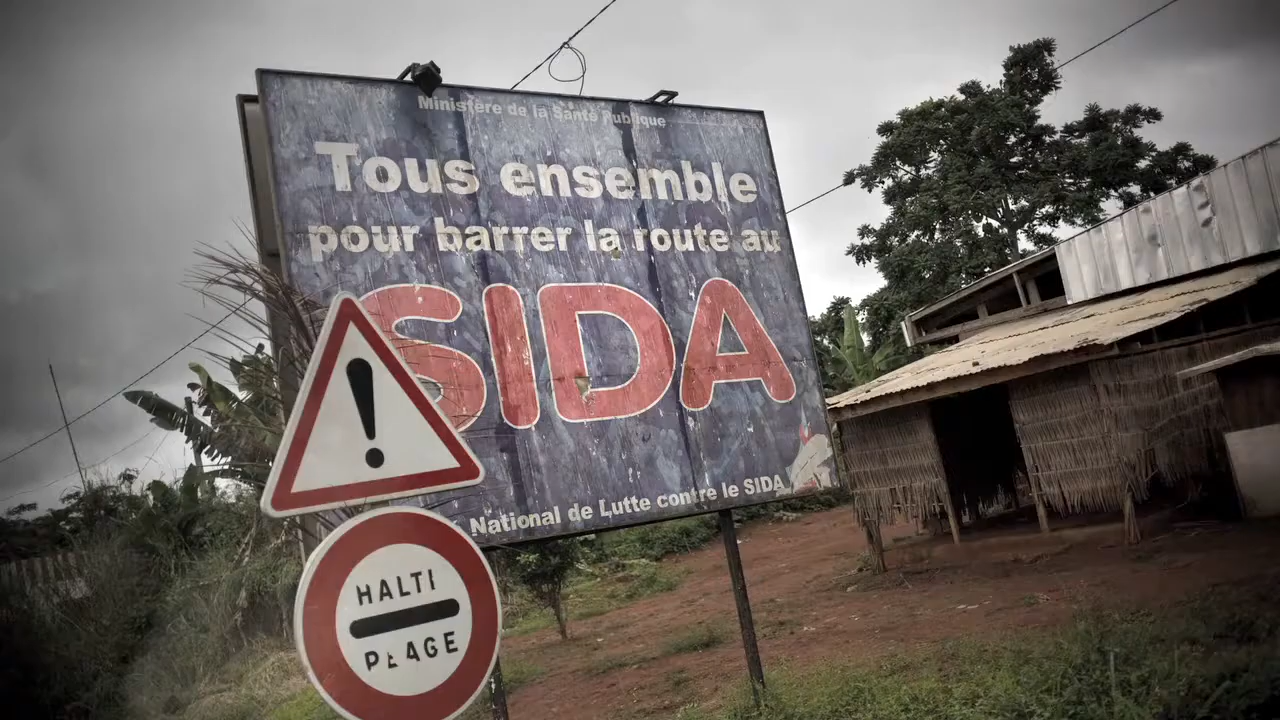 Ministère de la Santé Publique
Tous ensemble
pour barrer la route au
SIDA
National de Lutte contre le SIDA
!
HALTI
PEAGE